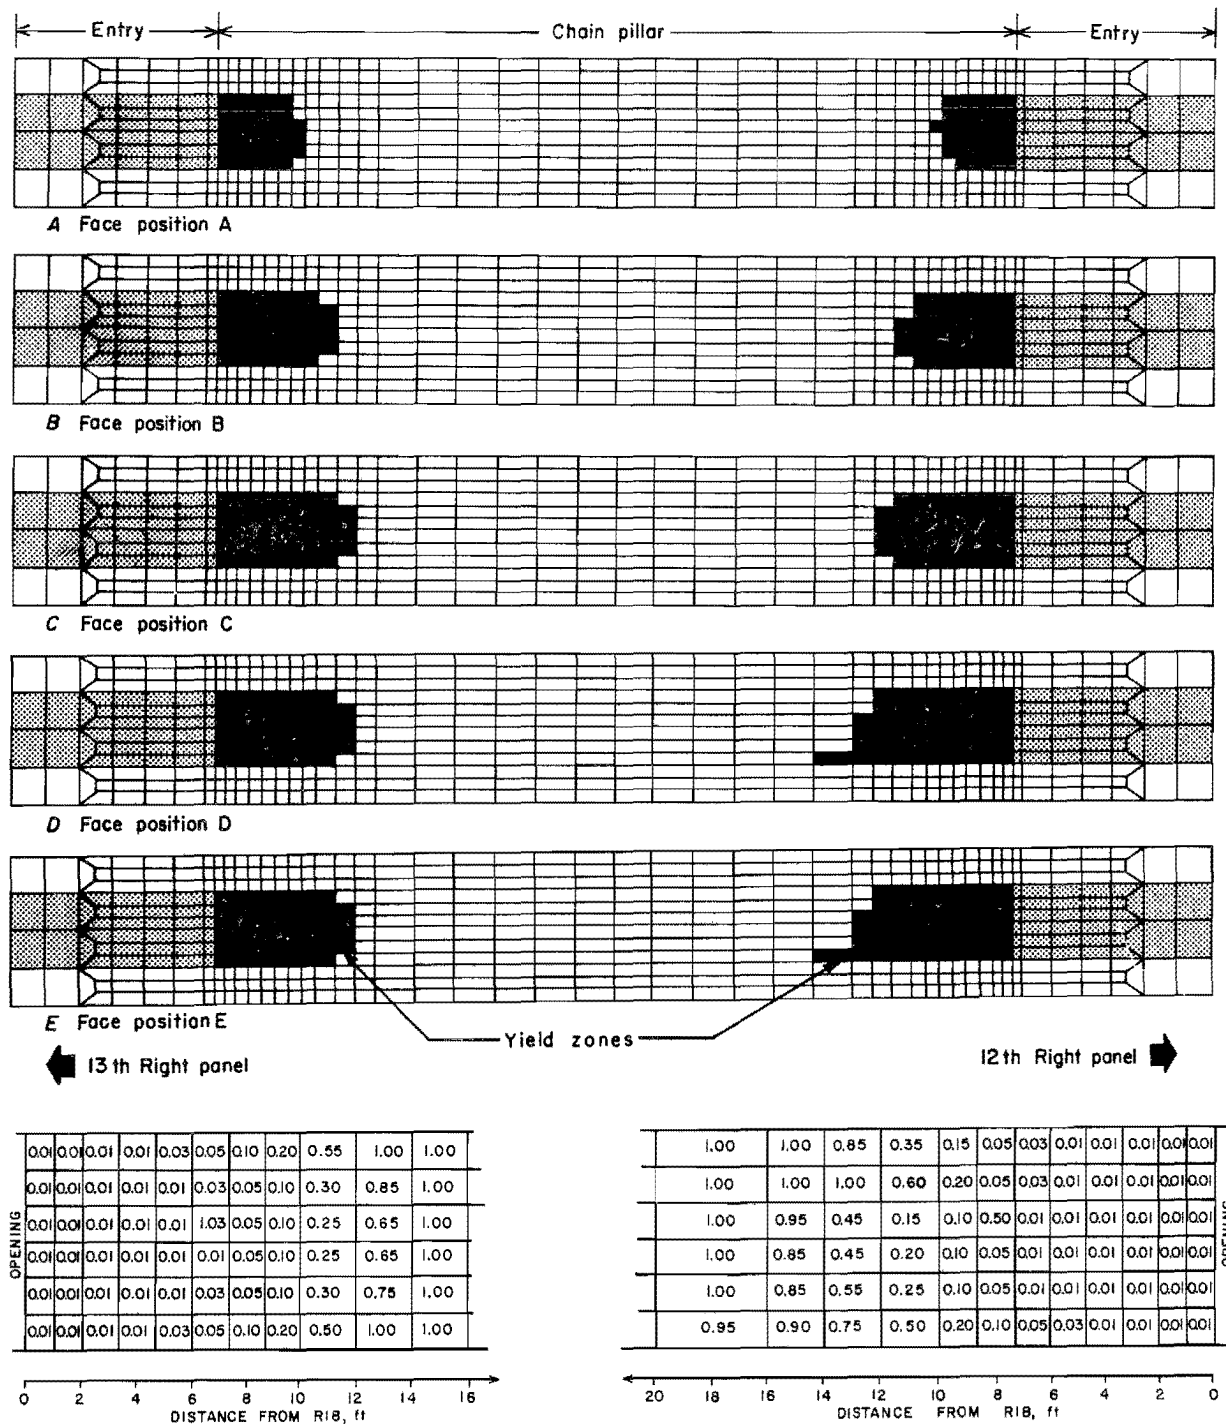 Entry Chain pillar Entry
A Face position A
B Face position B
C Face position C
D Face position D
E Face position E
Yield zones
13th Right panel 12th Right panel
OPENING
0.01 0.01 0.01 0.01 0.03 0.05 0.10 0.20 0.55 1.00 1.00
0.01 0.01 0.01 0.01 0.01 0.03 0.05 0.10 0.30 0.85 1.00
0.01 0.01 0.01 0.01 0.01 1.03 0.05 0.10 0.25 0.65 1.00
0.01 0.01 0.01 0.01 0.01 0.01 0.05 0.10 0.25 0.65 1.00
0.01 0.01 0.01 0.01 0.01 0.03 0.05 0.10 0.30 0.75 1.00
0.01 0.01 0.01 0.01 0.03 0.05 0.10 0.20 0.50 1.00 1.00
0 2 4 6 8 10 12 14 16
DISTANCE FROM RIB, ft
1.00 1.00 0.85 0.35 0.15 0.05 0.03 0.01 0.01 0.01 0.01 0.01
1.00 1.00 1.00 0.60 0.20 0.05 0.03 0.01 0.01 0.01 0.01 0.01
1.00 0.95 0.45 0.15 0.10 0.50 0.01 0.01 0.01 0.01 0.01 0.01
1.00 0.85 0.45 0.20 0.10 0.05 0.01 0.01 0.01 0.01 0.01 0.01
1.00 0.85 0.55 0.25 0.10 0.05 0.01 0.01 0.01 0.01 0.01 0.01
0.95 0.90 0.75 0.50 0.20 0.10 0.05 0.03 0.01 0.01 0.01 0.01
OPENING
20 16 14 12 10 8 6 4 2 0
DISTANCE FROM RIB, ft